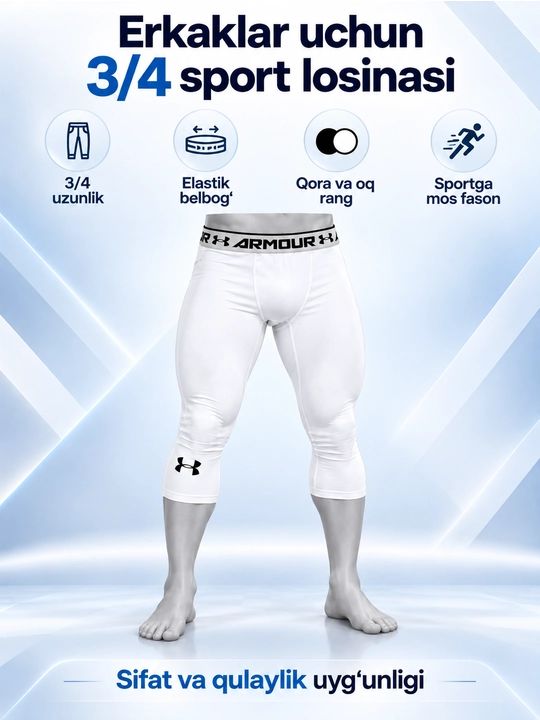 Erkaklar uchun
3/4 sport losinasi
3/4
uzunlik
Elastik
belbog‘
Qora va oq
rang
Sportga
mos fason
R ARMOUR A
Sifat va qulaylik uyg‘unligi